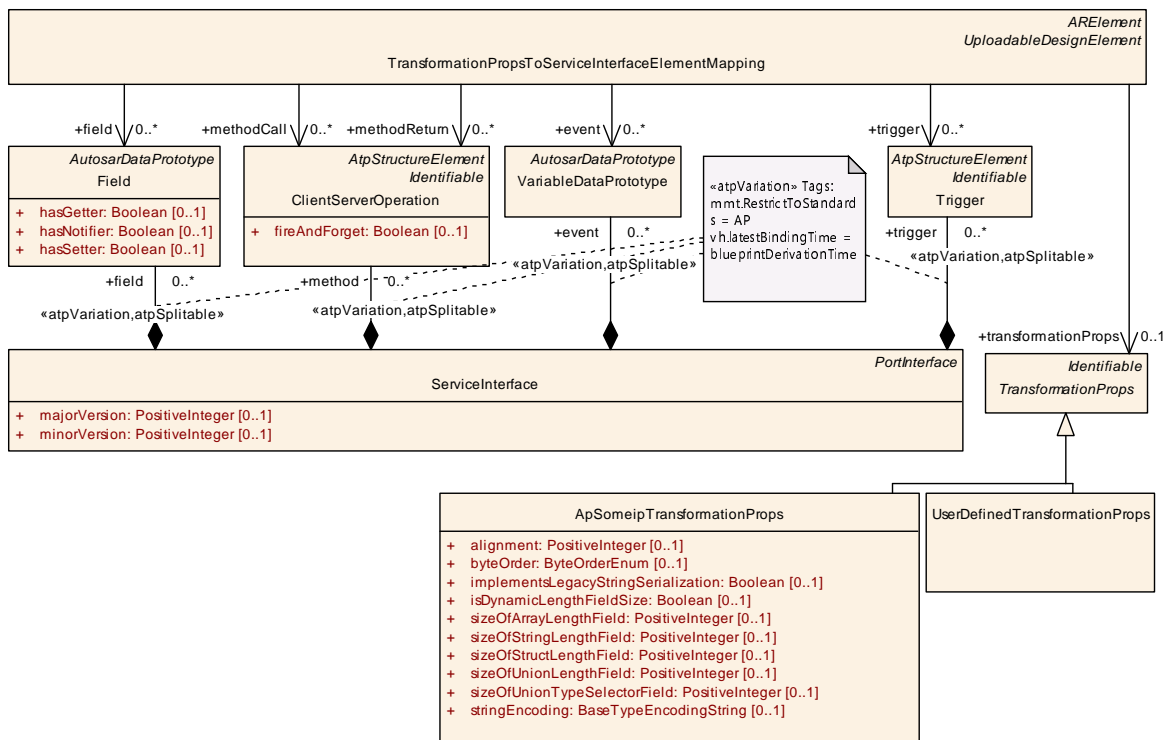 ARElement
UploadableDesignElement
TransformationPropsToServiceInterfaceElementMapping
+field 0..*
+methodCall 0..*
+methodReturn 0..*
+event 0..*
+trigger 0..*
AutosarDataPrototype
Field
+ hasGetter: Boolean [0..1]
+ hasNotifier: Boolean [0..1]
+ hasSetter: Boolean [0..1]
AtpStructureElement
Identifiable
ClientServerOperation
+ fireAndForget: Boolean [0..1]
AutosarDataPrototype
VariableDataPrototype
«atpVariation» Tags:
mmt.RestrictToStandard
s = AP
vh.latestBindingTime =
blueprintDerivationTime
AtpStructureElement
Identifiable
Trigger
+event 0..*
«atpVariation,atpSplitable»
+trigger 0..*
«atpVariation,atpSplitable»
+field 0..*
«atpVariation,atpSplitable»
+method 0..*
«atpVariation,atpSplitable»
+transformationProps 0..1
PortInterface
ServiceInterface
+ majorVersion: PositiveInteger [0..1]
+ minorVersion: PositiveInteger [0..1]
Identifiable
TransformationProps
ApSomeipTransformationProps
+ alignment: PositiveInteger [0..1]
+ byteOrder: ByteOrderEnum [0..1]
+ implementsLegacyStringSerialization: Boolean [0..1]
+ isDynamicLengthFieldSize: Boolean [0..1]
+ sizeOfArrayLengthField: PositiveInteger [0..1]
+ sizeOfStringLengthField: PositiveInteger [0..1]
+ sizeOfStructLengthField: PositiveInteger [0..1]
+ sizeOfUnionLengthField: PositiveInteger [0..1]
+ sizeOfUnionTypeSelectorField: PositiveInteger [0..1]
+ stringEncoding: BaseTypeEncodingString [0..1]
UserDefinedTransformationProps